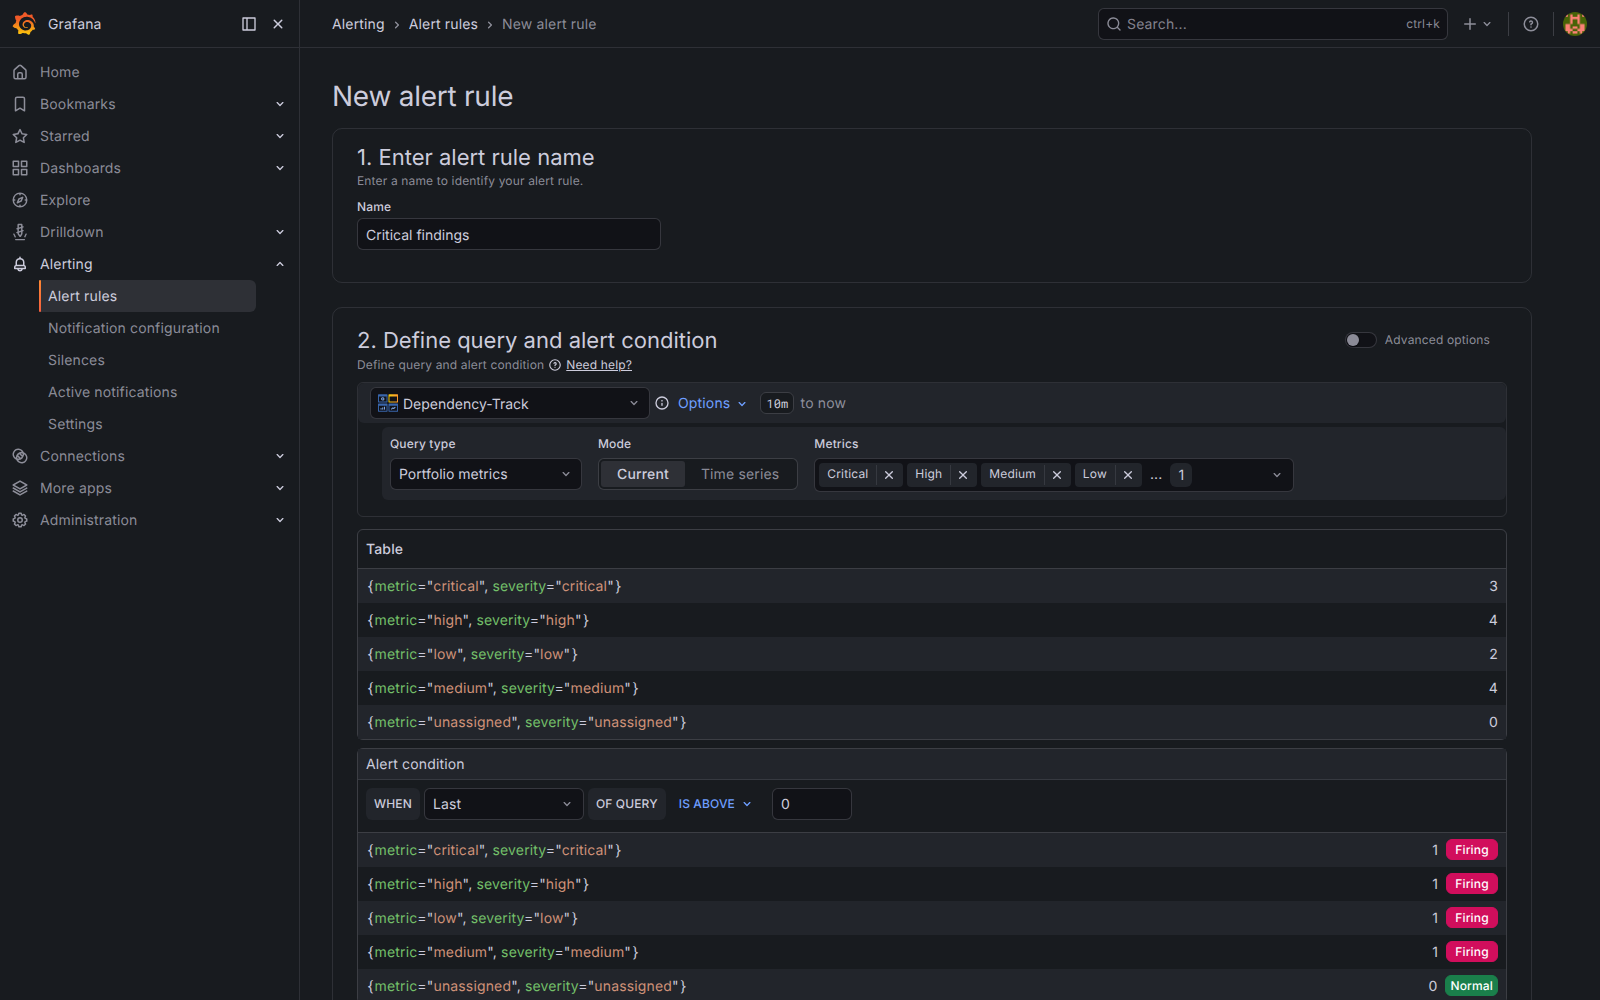 Grafana
Alerting › Alert rules › New alert rule
Search...
ctrl+k
Home
Bookmarks
Starred
Dashboards
Explore
Drilldown
Alerting
Alert rules
Notification configuration
Silences
Active notifications
Settings
Connections
More apps
Administration
New alert rule
1. Enter alert rule name
Enter a name to identify your alert rule.
Name
Critical findings
2. Define query and alert condition
Advanced options
Define query and alert condition Need help?
Dependency-Track
Options
10m to now
Query type
Mode
Metrics
Portfolio metrics
Current
Time series
Critical
High
Medium
Low
... 1
Table
{metric="critical", severity="critical"} 3
{metric="high", severity="high"} 4
{metric="low", severity="low"} 2
{metric="medium", severity="medium"} 4
{metric="unassigned", severity="unassigned"} 0
Alert condition
WHEN Last OF QUERY IS ABOVE 0
{metric="critical", severity="critical"} 1 Firing
{metric="high", severity="high"} 1 Firing
{metric="low", severity="low"} 1 Firing
{metric="medium", severity="medium"} 1 Firing
{metric="unassigned", severity="unassigned"} 0 Normal